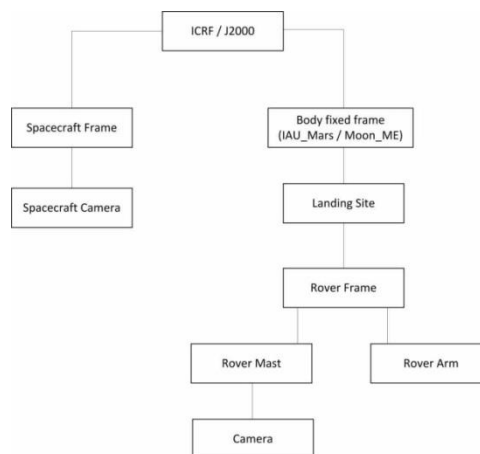 ICRF / J2000
Spacecraft Frame
Body fixed frame
(IAU_Mars / Moon_ME)
Spacecraft Camera
Landing Site
Rover Frame
Rover Mast
Rover Arm
Camera